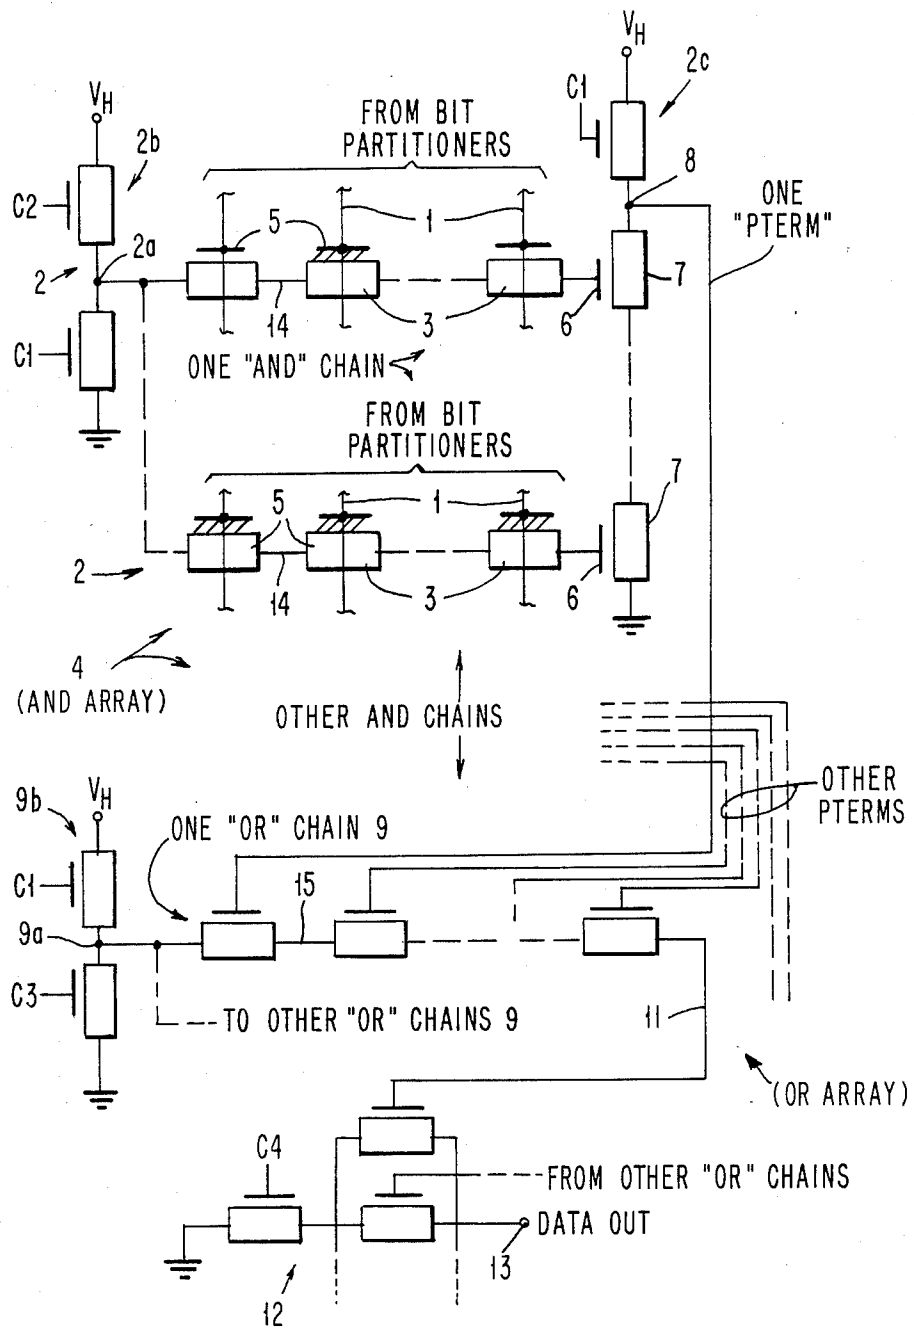 VH
2c
C1
FROM BIT
PARTITIONERS
VH
2b
8
ONE
"PTERM"
C2
5
1
2a
2
7
14
3
6
C1
ONE "AND" CHAIN
FROM BIT
PARTITIONERS
7
5
1
2
14
3
6
4
(AND ARRAY)
OTHER AND CHAINS
OTHER
PTERMS
9b
VH
ONE "OR" CHAIN 9
C1
15
9a
C3
TO OTHER "OR" CHAINS 9
11
(OR ARRAY)
C4
FROM OTHER "OR" CHAINS
DATA OUT
13
12